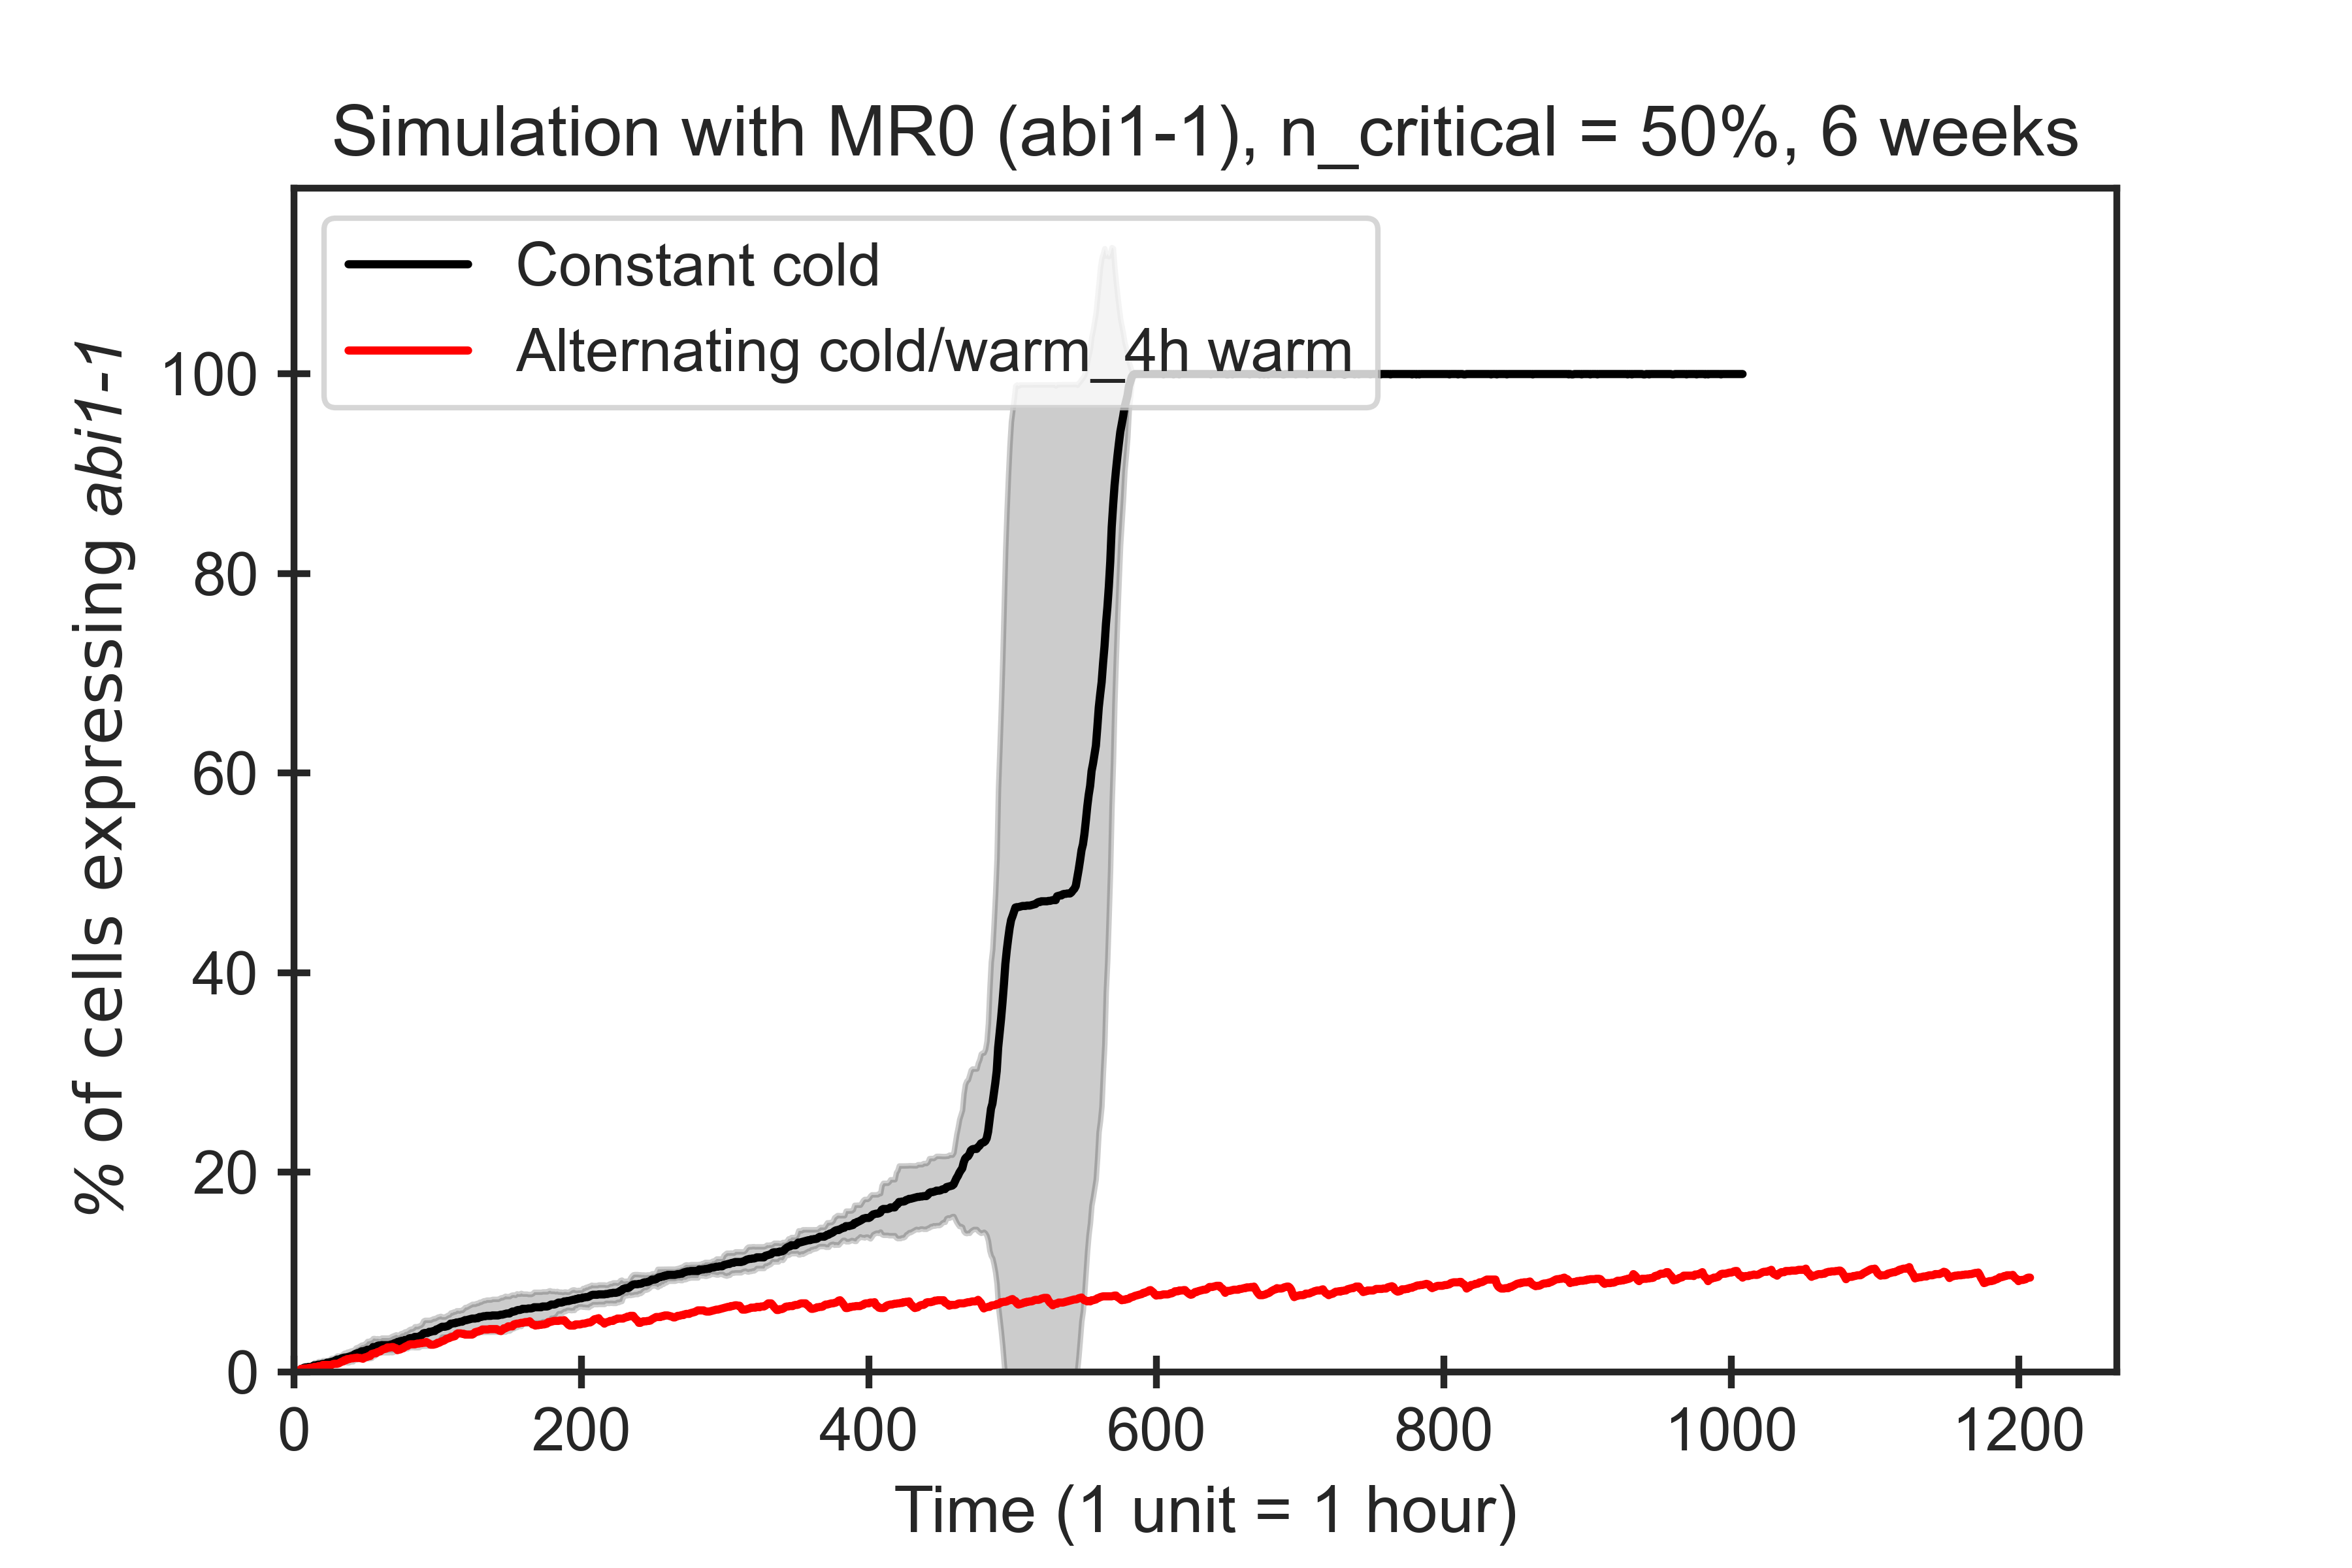 Simulation with MR0 (abi1-1), n_critical = 50%, 6 weeks
Constant cold
Alternating cold/warm_4h warm
% of cells expressing abi1-1
100
80
60
40
20
0
0 200 400 600 800 1000 1200
Time (1 unit = 1 hour)